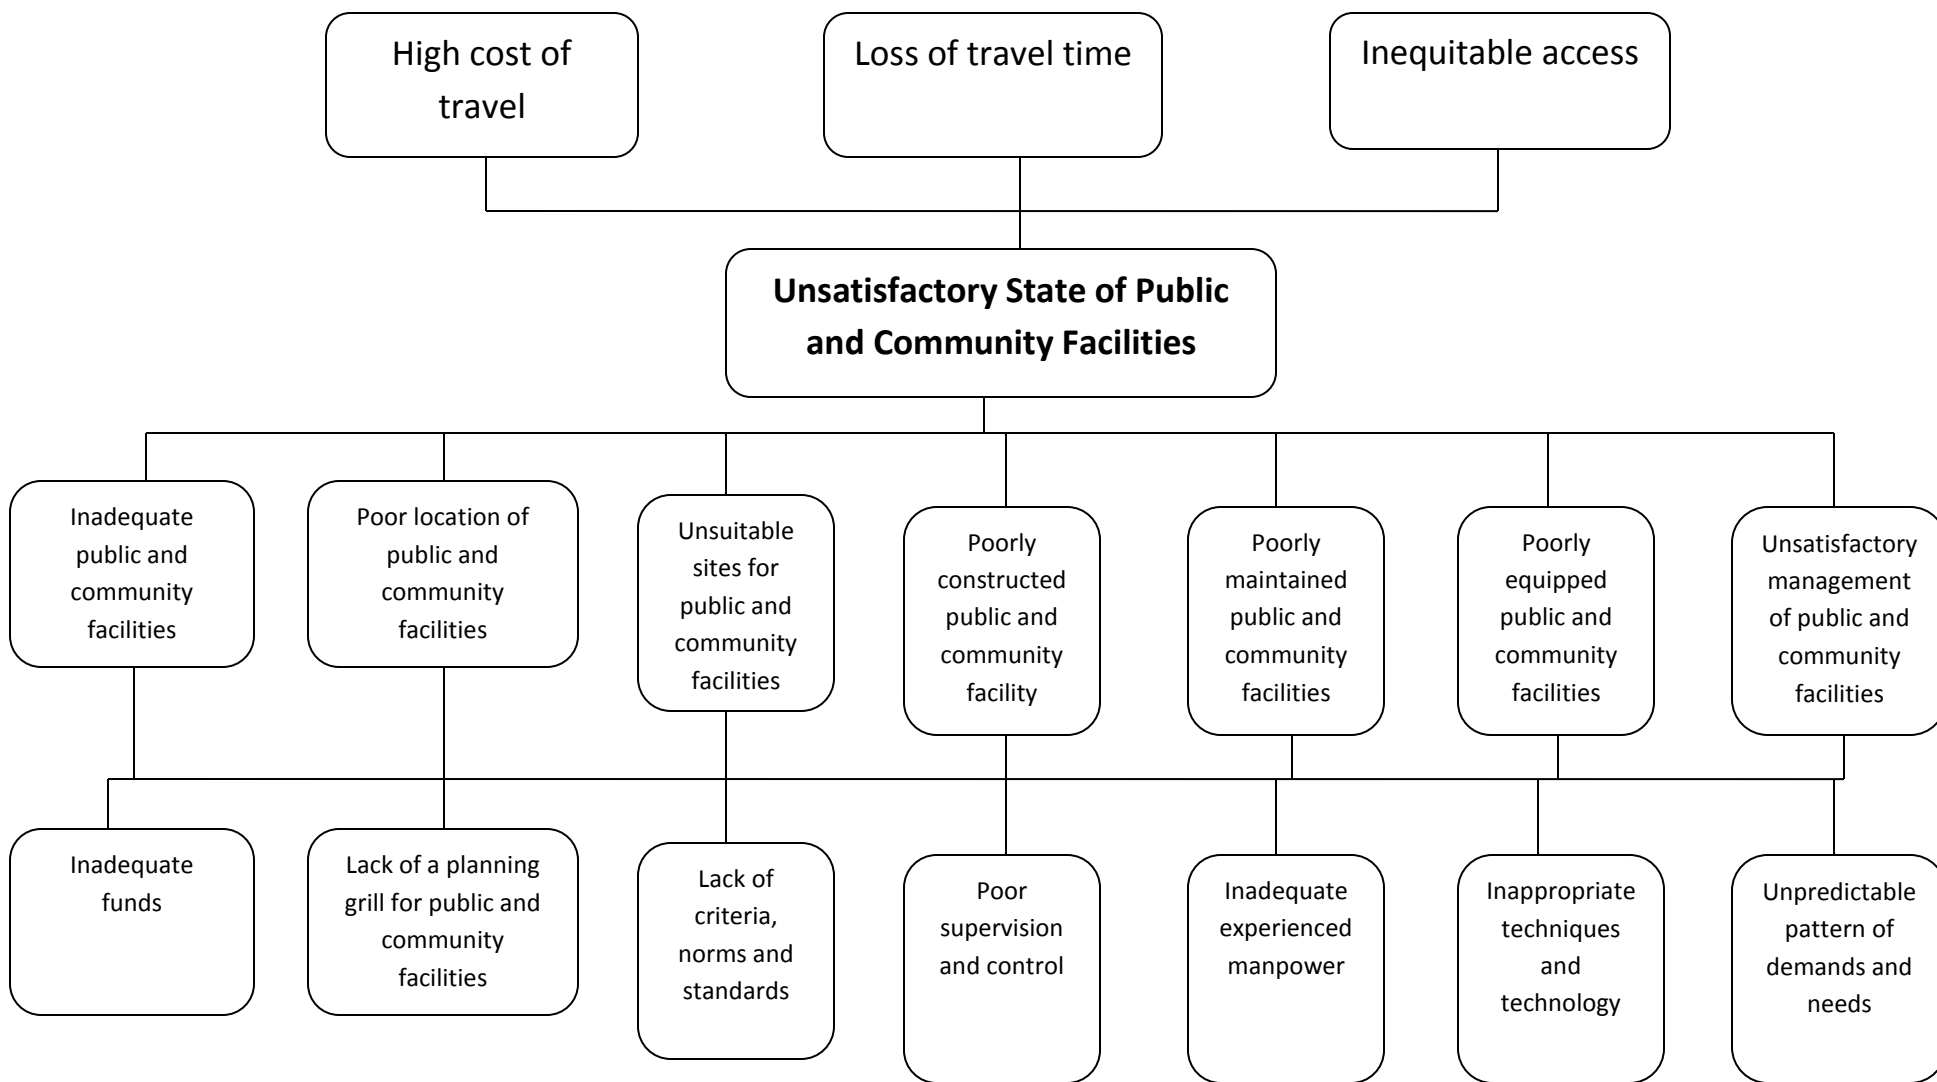 High cost of
travel
Loss of travel time
Inequitable access
Unsatisfactory State of Public
and Community Facilities
Inadequate
public and
community
facilities
Poor location of
public and
community
facilities
Unsuitable
sites for
public and
community
facilities
Poorly
constructed
public and
community
facility
Poorly
maintained
public and
community
facilities
Poorly
equipped
public and
community
facilities
Unsatisfactory
management
of public and
community
facilities
Inadequate
funds
Lack of a planning
grill for public and
community
facilities
Lack of
criteria,
norms and
standards
Poor
supervision
and control
Inadequate
experienced
manpower
Inappropriate
techniques
and
technology
Unpredictable
pattern of
demands and
needs